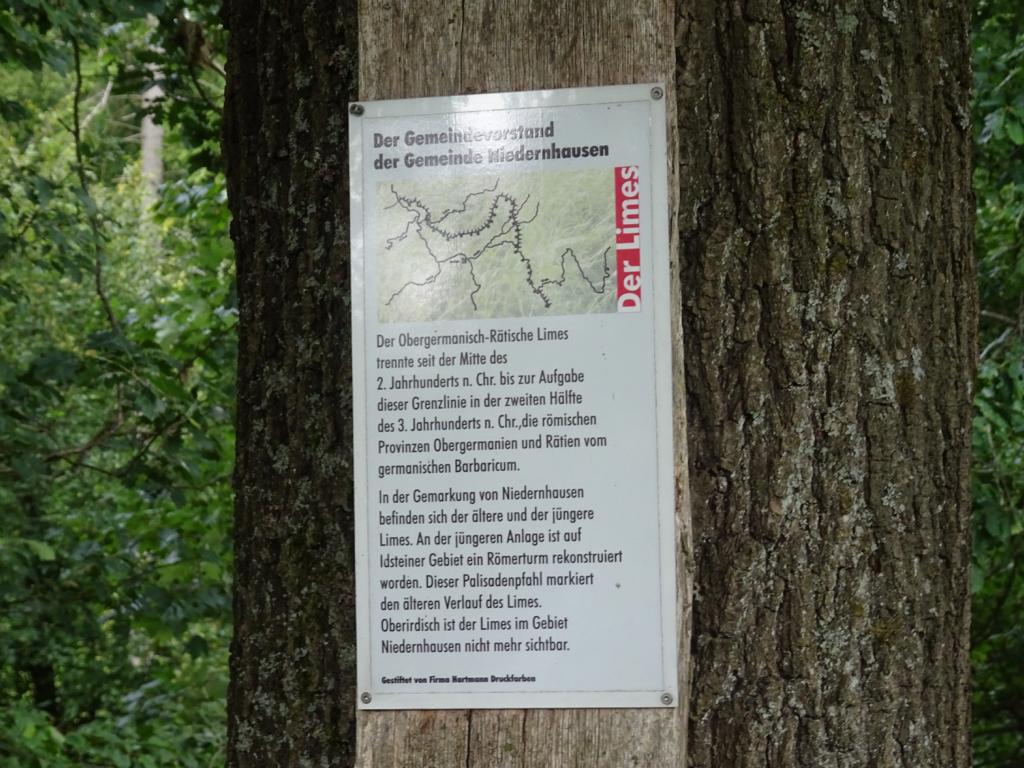 Der Gemeindevorstand
der Gemeinde Niedernhausen
Der Limes
Der Obergermanisch-Rätische Limes
trennte seit der Mitte des
2. Jahrhunderts n. Chr. bis zur Aufgabe
dieser Grenzlinie in der zweiten Hälfte
des 3. Jahrhunderts n. Chr.,die römischen
Provinzen Obergermanien und Rätien vom
germanischen Barbaricum.
In der Gemarkung von Niedernhausen
befinden sich der ältere und der jüngere
Limes. An der jüngeren Anlage ist auf
Idsteiner Gebiet ein Römerturm rekonstruiert
worden. Dieser Palisadenpfahl markiert
den älteren Verlauf des Limes.
Oberirdisch ist der Limes im Gebiet
Niedernhausen nicht mehr sichtbar.
Gestiftet von Firma Hartmann Druckfarben